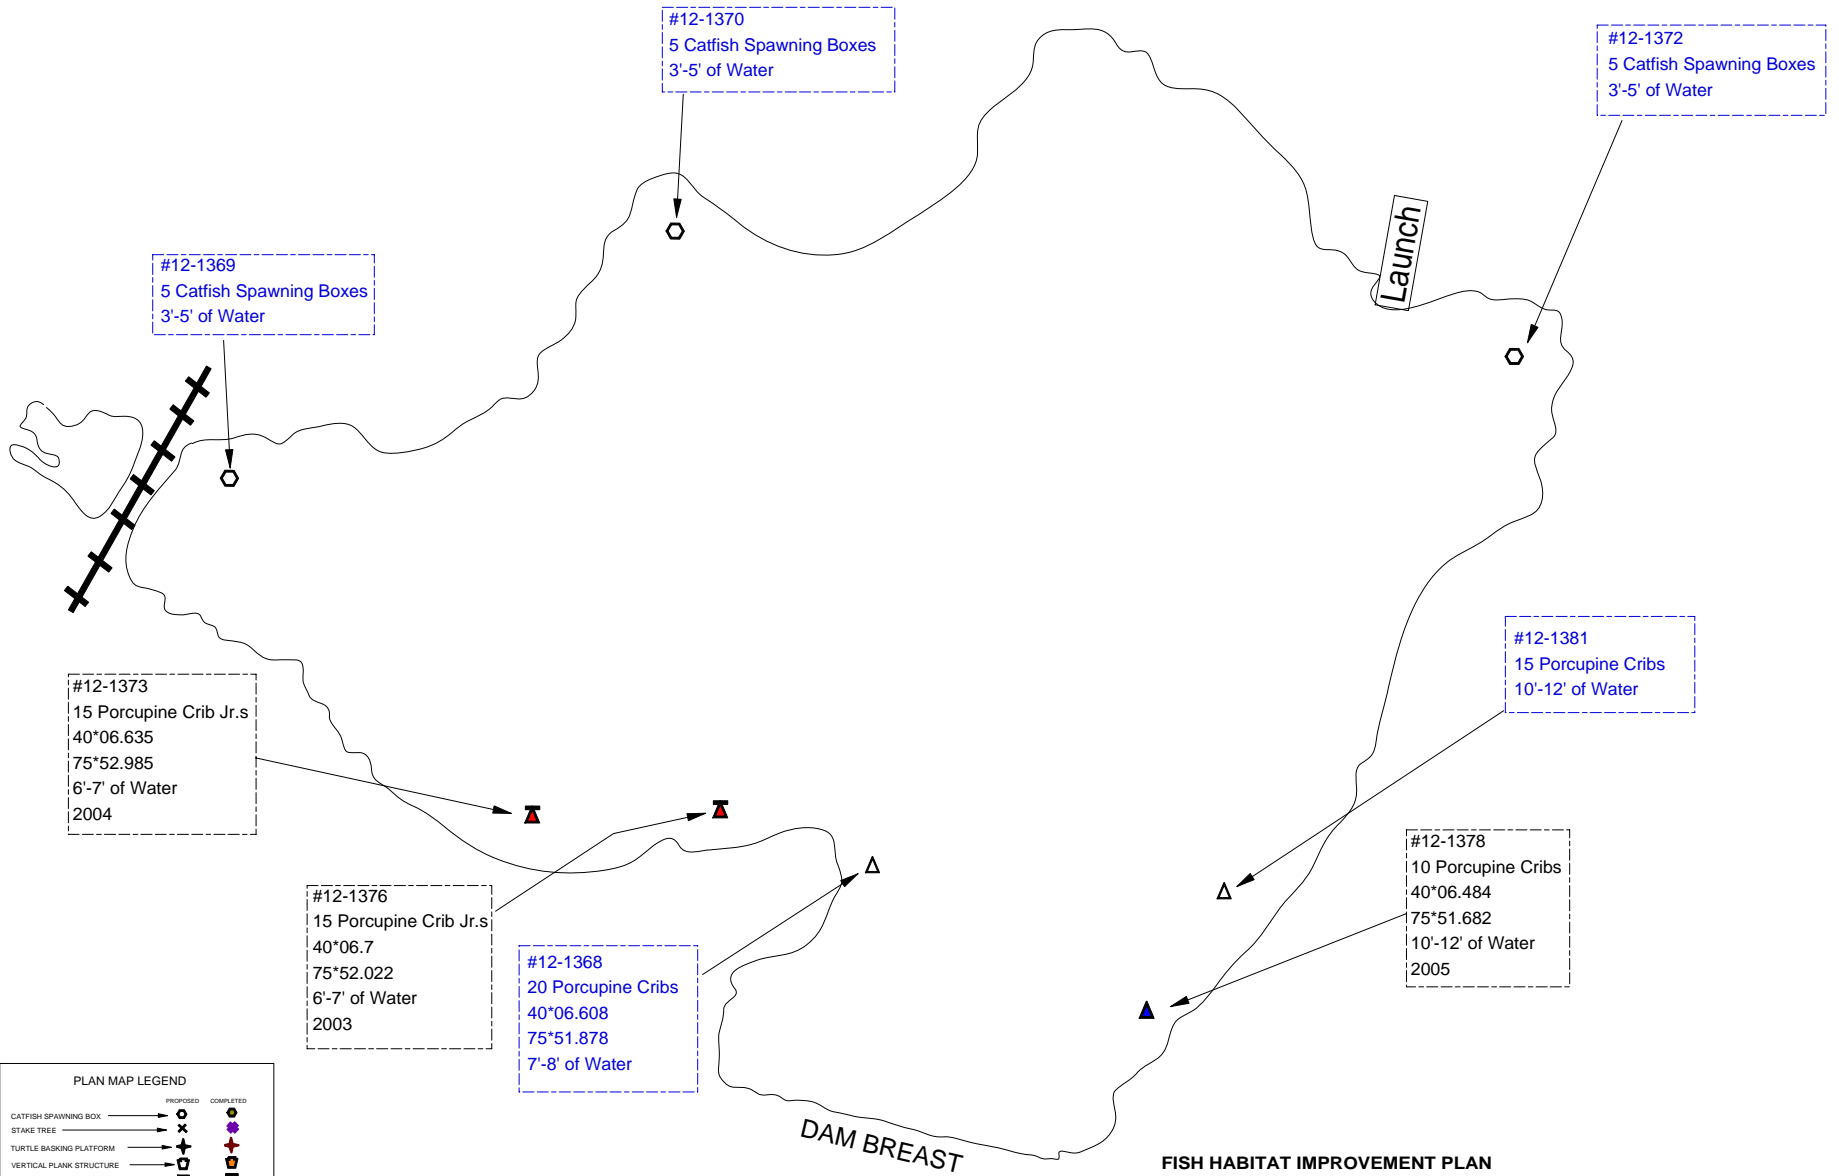 #12-1370
5 Catfish Spawning Boxes
3'-5' of Water
#12-1372
5 Catfish Spawning Boxes
3'-5' of Water
Launch
#12-1369
5 Catfish Spawning Boxes
3'-5' of Water
#12-1381
15 Porcupine Cribs
10'-12' of Water
#12-1373
15 Porcupine Crib Jr.s
40*06.635
75*52.985
6'-7' of Water
2004
#12-1378
10 Porcupine Cribs
40*06.484
75*51.682
10'-12' of Water
2005
#12-1376
15 Porcupine Crib Jr.s
40*06.7
75*52.022
6'-7' of Water
2003
#12-1368
20 Porcupine Cribs
40*06.608
75*51.878
7'-8' of Water
PLAN MAP LEGEND
PROPOSED COMPLETED
CATFISH SPAWNING BOX
STAKE TREE
TURTLE BASKING PLATFORM
VERTICAL PLANK STRUCTURE
DAM BREAST
FISH HABITAT IMPROVEMENT PLAN